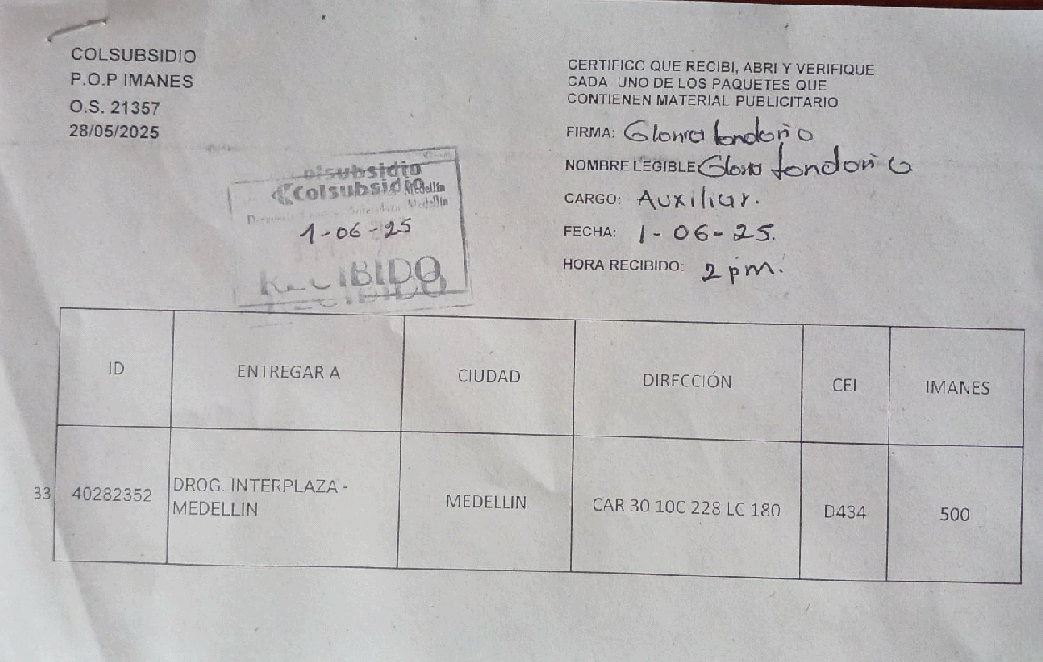 COLSUBSIDIO
P.O.P IMANES
O.S. 21357
28/05/2025
CERTIFICO QUE RECIBI, ABRI Y VERIFIQUE
CADA UNO DE LOS PAQUETES QUE
CONTIENEN MATERIAL PUBLICITARIO
FIRMA: Gloria Londoño
NOMBRE LEGIBLE Gloria Londoño
CARGO: Auxiliar.
FECHA: 1-06-25.
HORA RECIBIDO: 2 pm.
Colsubsidio
Medellin
1-06-25
RECIBIDO
ID ENTREGAR A CIUDAD DIRECCIÓN CEI IMANES
33 40282352 DROG. INTERPLAZA - MEDELLIN CAR 30 10C 228 LC 180 D434 500
MEDELLIN